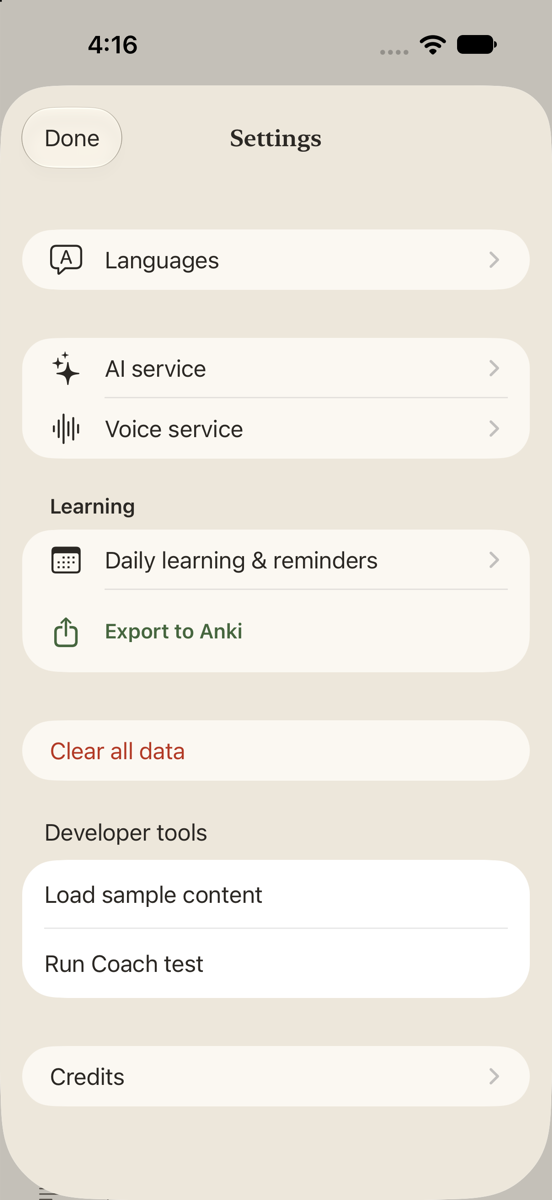 4:16
Done
Settings
Languages
AI service
Voice service
Learning
Daily learning & reminders
Export to Anki
Clear all data
Developer tools
Load sample content
Run Coach test
Credits